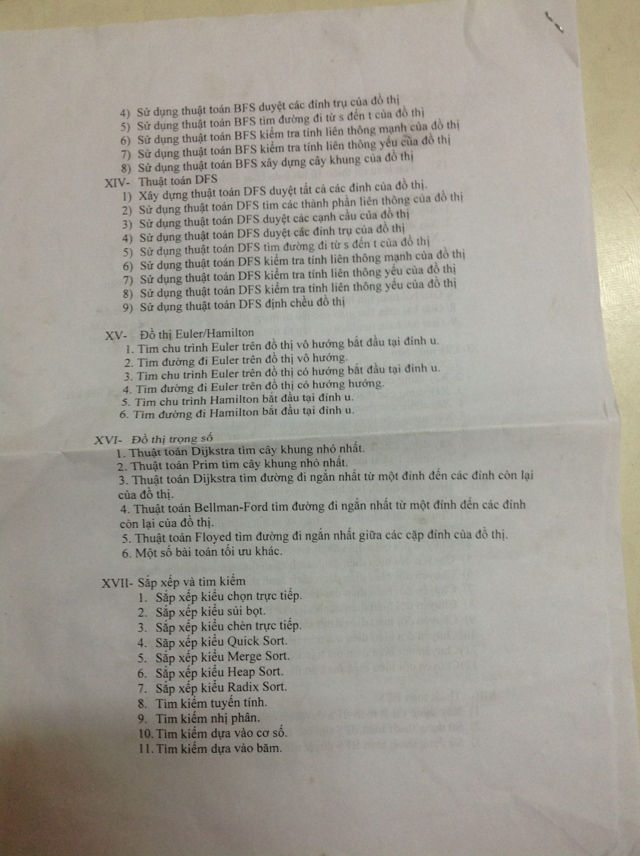 4) Sử dụng thuật toán BFS duyệt các đỉnh trụ của đồ thị
5) Sử dụng thuật toán BFS tìm đường đi từ s đến t của đồ thị
6) Sử dụng thuật toán BFS kiểm tra tính liên thông mạnh của đồ thị
7) Sử dụng thuật toán BFS kiểm tra tính liên thông yếu của đồ thị
8) Sử dụng thuật toán BFS xây dựng cây khung của đồ thị
XIV- Thuật toán DFS
1) Xây dựng thuật toán DFS duyệt tất cả các đỉnh của đồ thị.
2) Sử dụng thuật toán DFS tìm các thành phần liên thông của đồ thị
3) Sử dụng thuật toán DFS duyệt các cạnh cầu của đồ thị
4) Sử dụng thuật toán DFS duyệt các đỉnh trụ của đồ thị
5) Sử dụng thuật toán DFS tìm đường đi từ s đến t của đồ thị
6) Sử dụng thuật toán DFS kiểm tra tính liên thông mạnh của đồ thị
7) Sử dụng thuật toán DFS kiểm tra tính liên thông yếu của đồ thị
8) Sử dụng thuật toán DFS kiểm tra tính liên thông yếu của đồ thị
9) Sử dụng thuật toán DFS định chều đồ thị
XV- Đồ thị Euler/Hamilton
1. Tìm chu trình Euler trên đồ thị vô hướng bắt đầu tại đỉnh u.
2. Tìm đường đi Euler trên đồ thị vô hướng.
3. Tìm chu trình Euler trên đồ thị có hướng bắt đầu tại đỉnh u.
4. Tìm đường đi Euler trên đồ thị có hướng hướng.
5. Tìm chu trình Hamilton bắt đầu tại đỉnh u.
6. Tìm đường đi Hamilton bắt đầu tại đỉnh u.
XVI- Đồ thị trọng số
1. Thuật toán Dijkstra tìm cây khung nhỏ nhất.
2. Thuật toán Prim tìm cây khung nhỏ nhất.
3. Thuật toán Dijkstra tìm đường đi ngắn nhất từ một đỉnh đến các đỉnh còn lại
của đồ thị.
4. Thuật toán Bellman-Ford tìm đường đi ngắn nhất từ một đỉnh đến các đỉnh
còn lại của đồ thị.
5. Thuật toán Floyed tìm đường đi ngắn nhất giữa các cặp đỉnh của đồ thị.
6. Một số bài toán tối ưu khác.
XVII- Sắp xếp và tìm kiếm
1. Sắp xếp kiểu chọn trực tiếp.
2. Sắp xếp kiểu sủi bọt.
3. Sắp xếp kiểu chèn trực tiếp.
4. Sắp xếp kiểu Quick Sort.
5. Sắp xếp kiểu Merge Sort.
6. Sắp xếp kiểu Heap Sort.
7. Sắp xếp kiểu Radix Sort.
8. Tìm kiếm tuyến tính.
9. Tìm kiếm nhị phân.
10. Tìm kiếm dựa vào cơ số.
11. Tìm kiếm dựa vào băm.